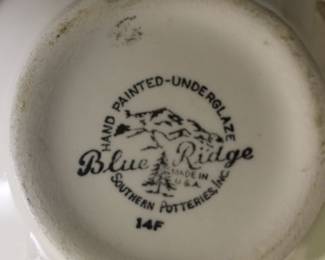 HAND PAINTED-UNDERGLAZE
Blue Ridge
MADE IN
U.S.A.
SOUTHERN POTTERIES, INC.
14F